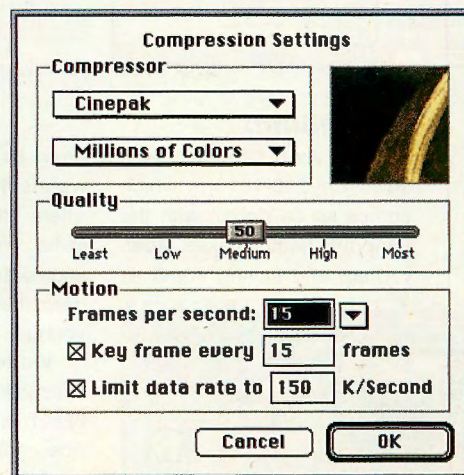 Compression Settings
Compressor
Cinepak
Millions of Colors
Quality
50
Least Low Medium High Most
Motion
Frames per second: 15
Key frame every 15 frames
Limit data rate to 150 K/Second
Cancel OK